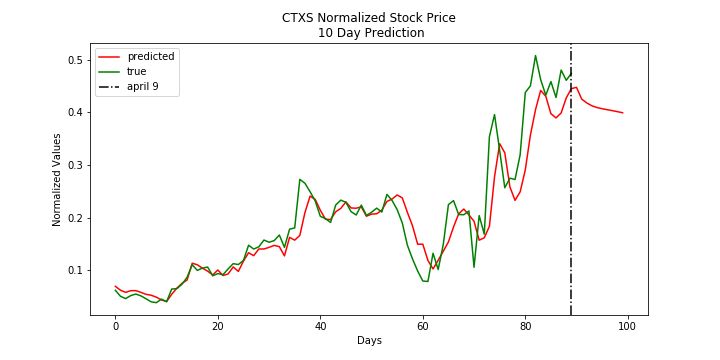 CTXS Normalized Stock Price
10 Day Prediction
predicted
true
april 9
Normalized Values
0.5
0.4
0.3
0.2
0.1
0
20
40
60
80
100
Days